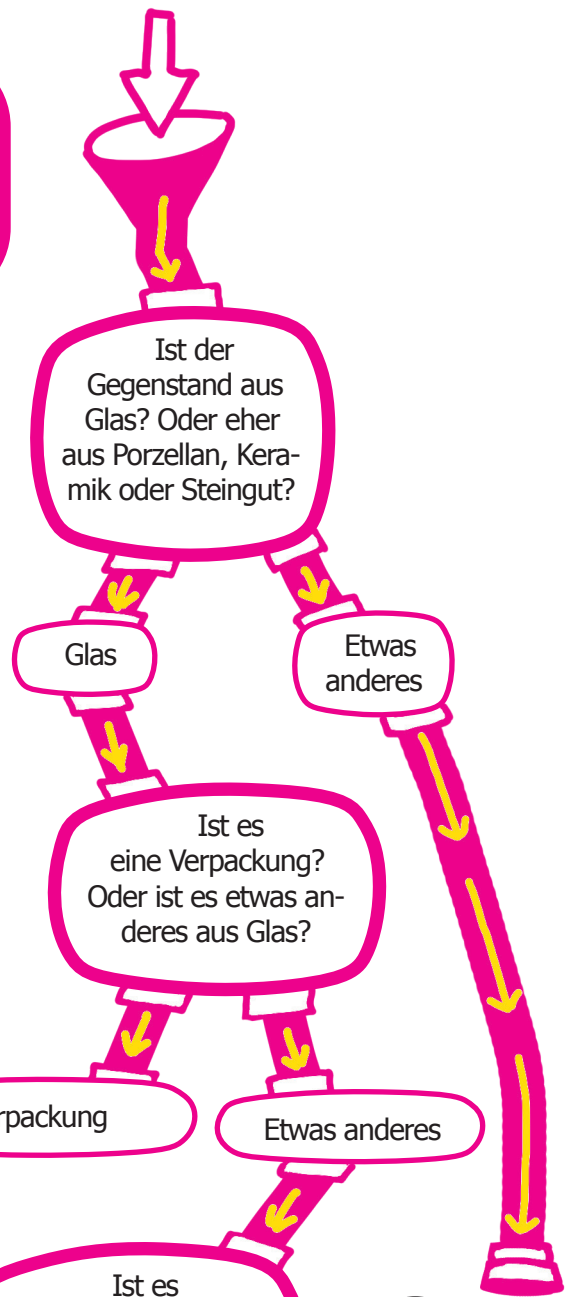 Ist der
Gegenstand aus
Glas? Oder eher
aus Porzellan, Kera-
mik oder Steingut?
Glas
Etwas
anderes
Ist es
eine Verpackung?
Oder ist es etwas an-
deres aus Glas?
rpackung
Etwas anderes
Ist es